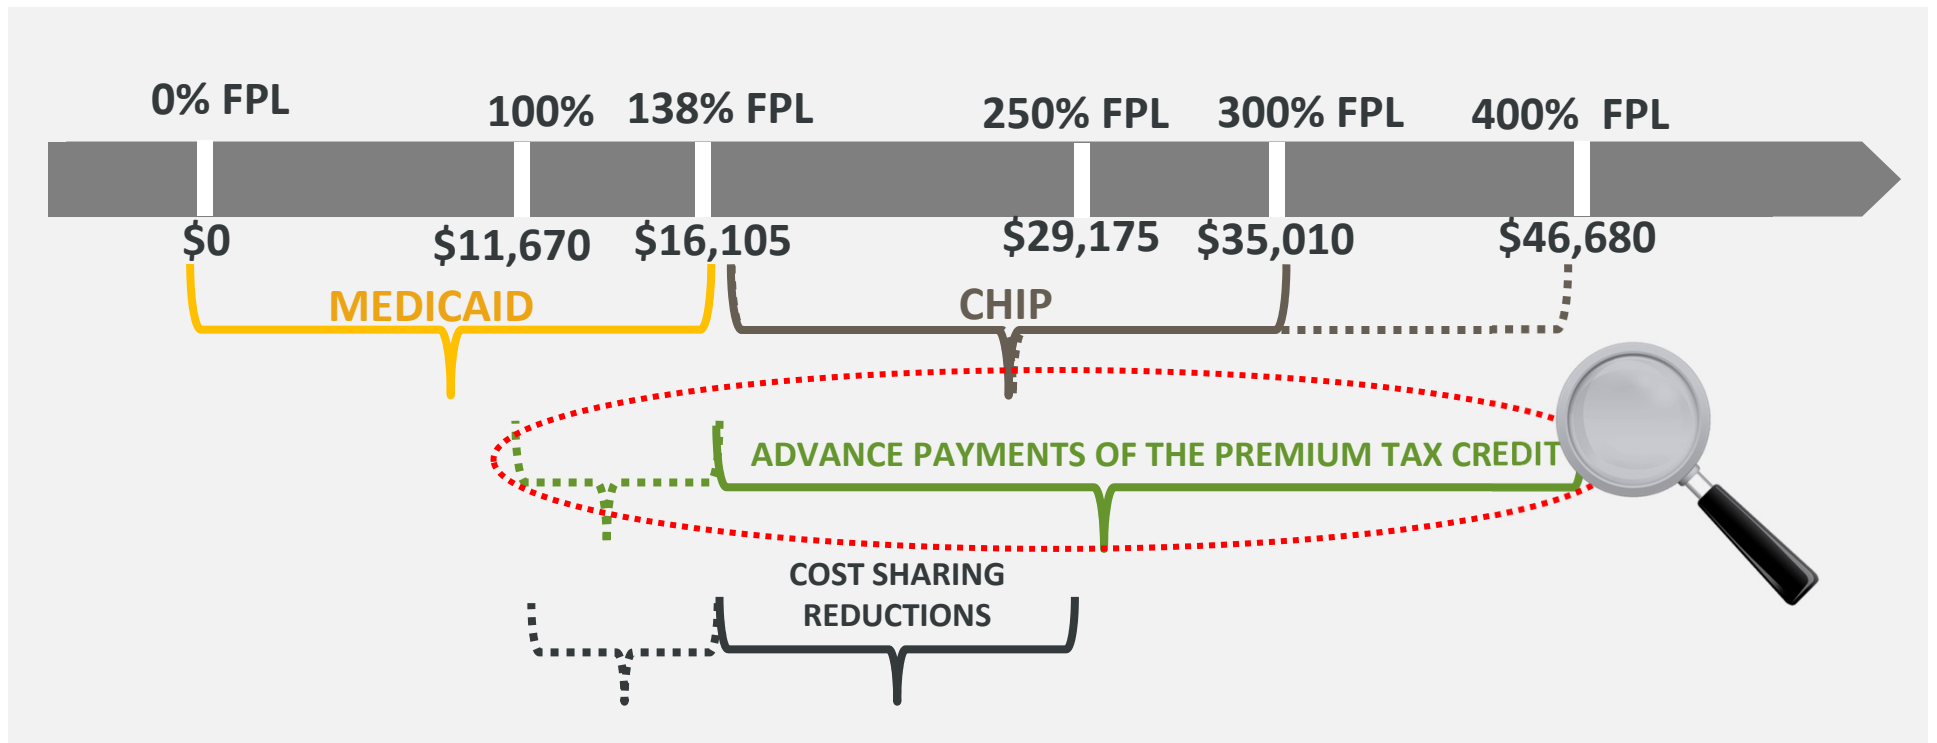 0% FPL
100%
138% FPL
250% FPL
300% FPL
400% FPL
$0
$11,670
$16,105
$29,175
$35,010
$46,680
MEDICAID
CHIP
ADVANCE PAYMENTS OF THE PREMIUM TAX CREDIT
COST SHARING
REDUCTIONS